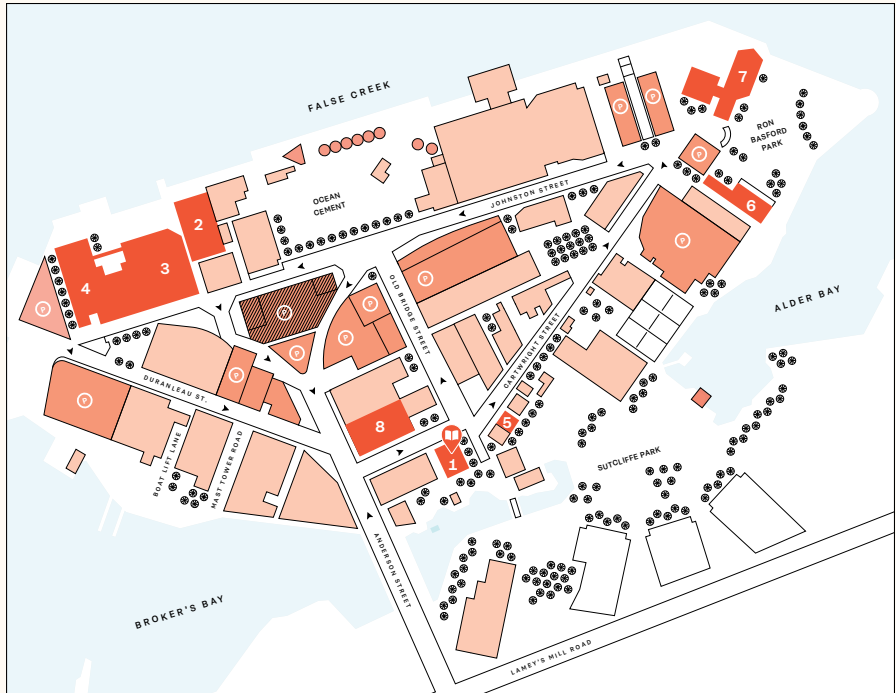 FALSE CREEK
7
RON
BASFORD
PARK
P
P
P
OCEAN
CEMENT
JOHNSTON STREET
6
2
3
4
P
P
P
OLD BRIDGE STREET
ALDER BAY
P
P
P
P
P
CARTWRIGHT STREET
DURANLEAU ST.
P
P
5
8
1
BOAT LIFT LANE
MAST TOWER ROAD
SUTCLIFFE PARK
ANDERSON STREET
BROKER'S BAY
LAMEY'S MILL ROAD